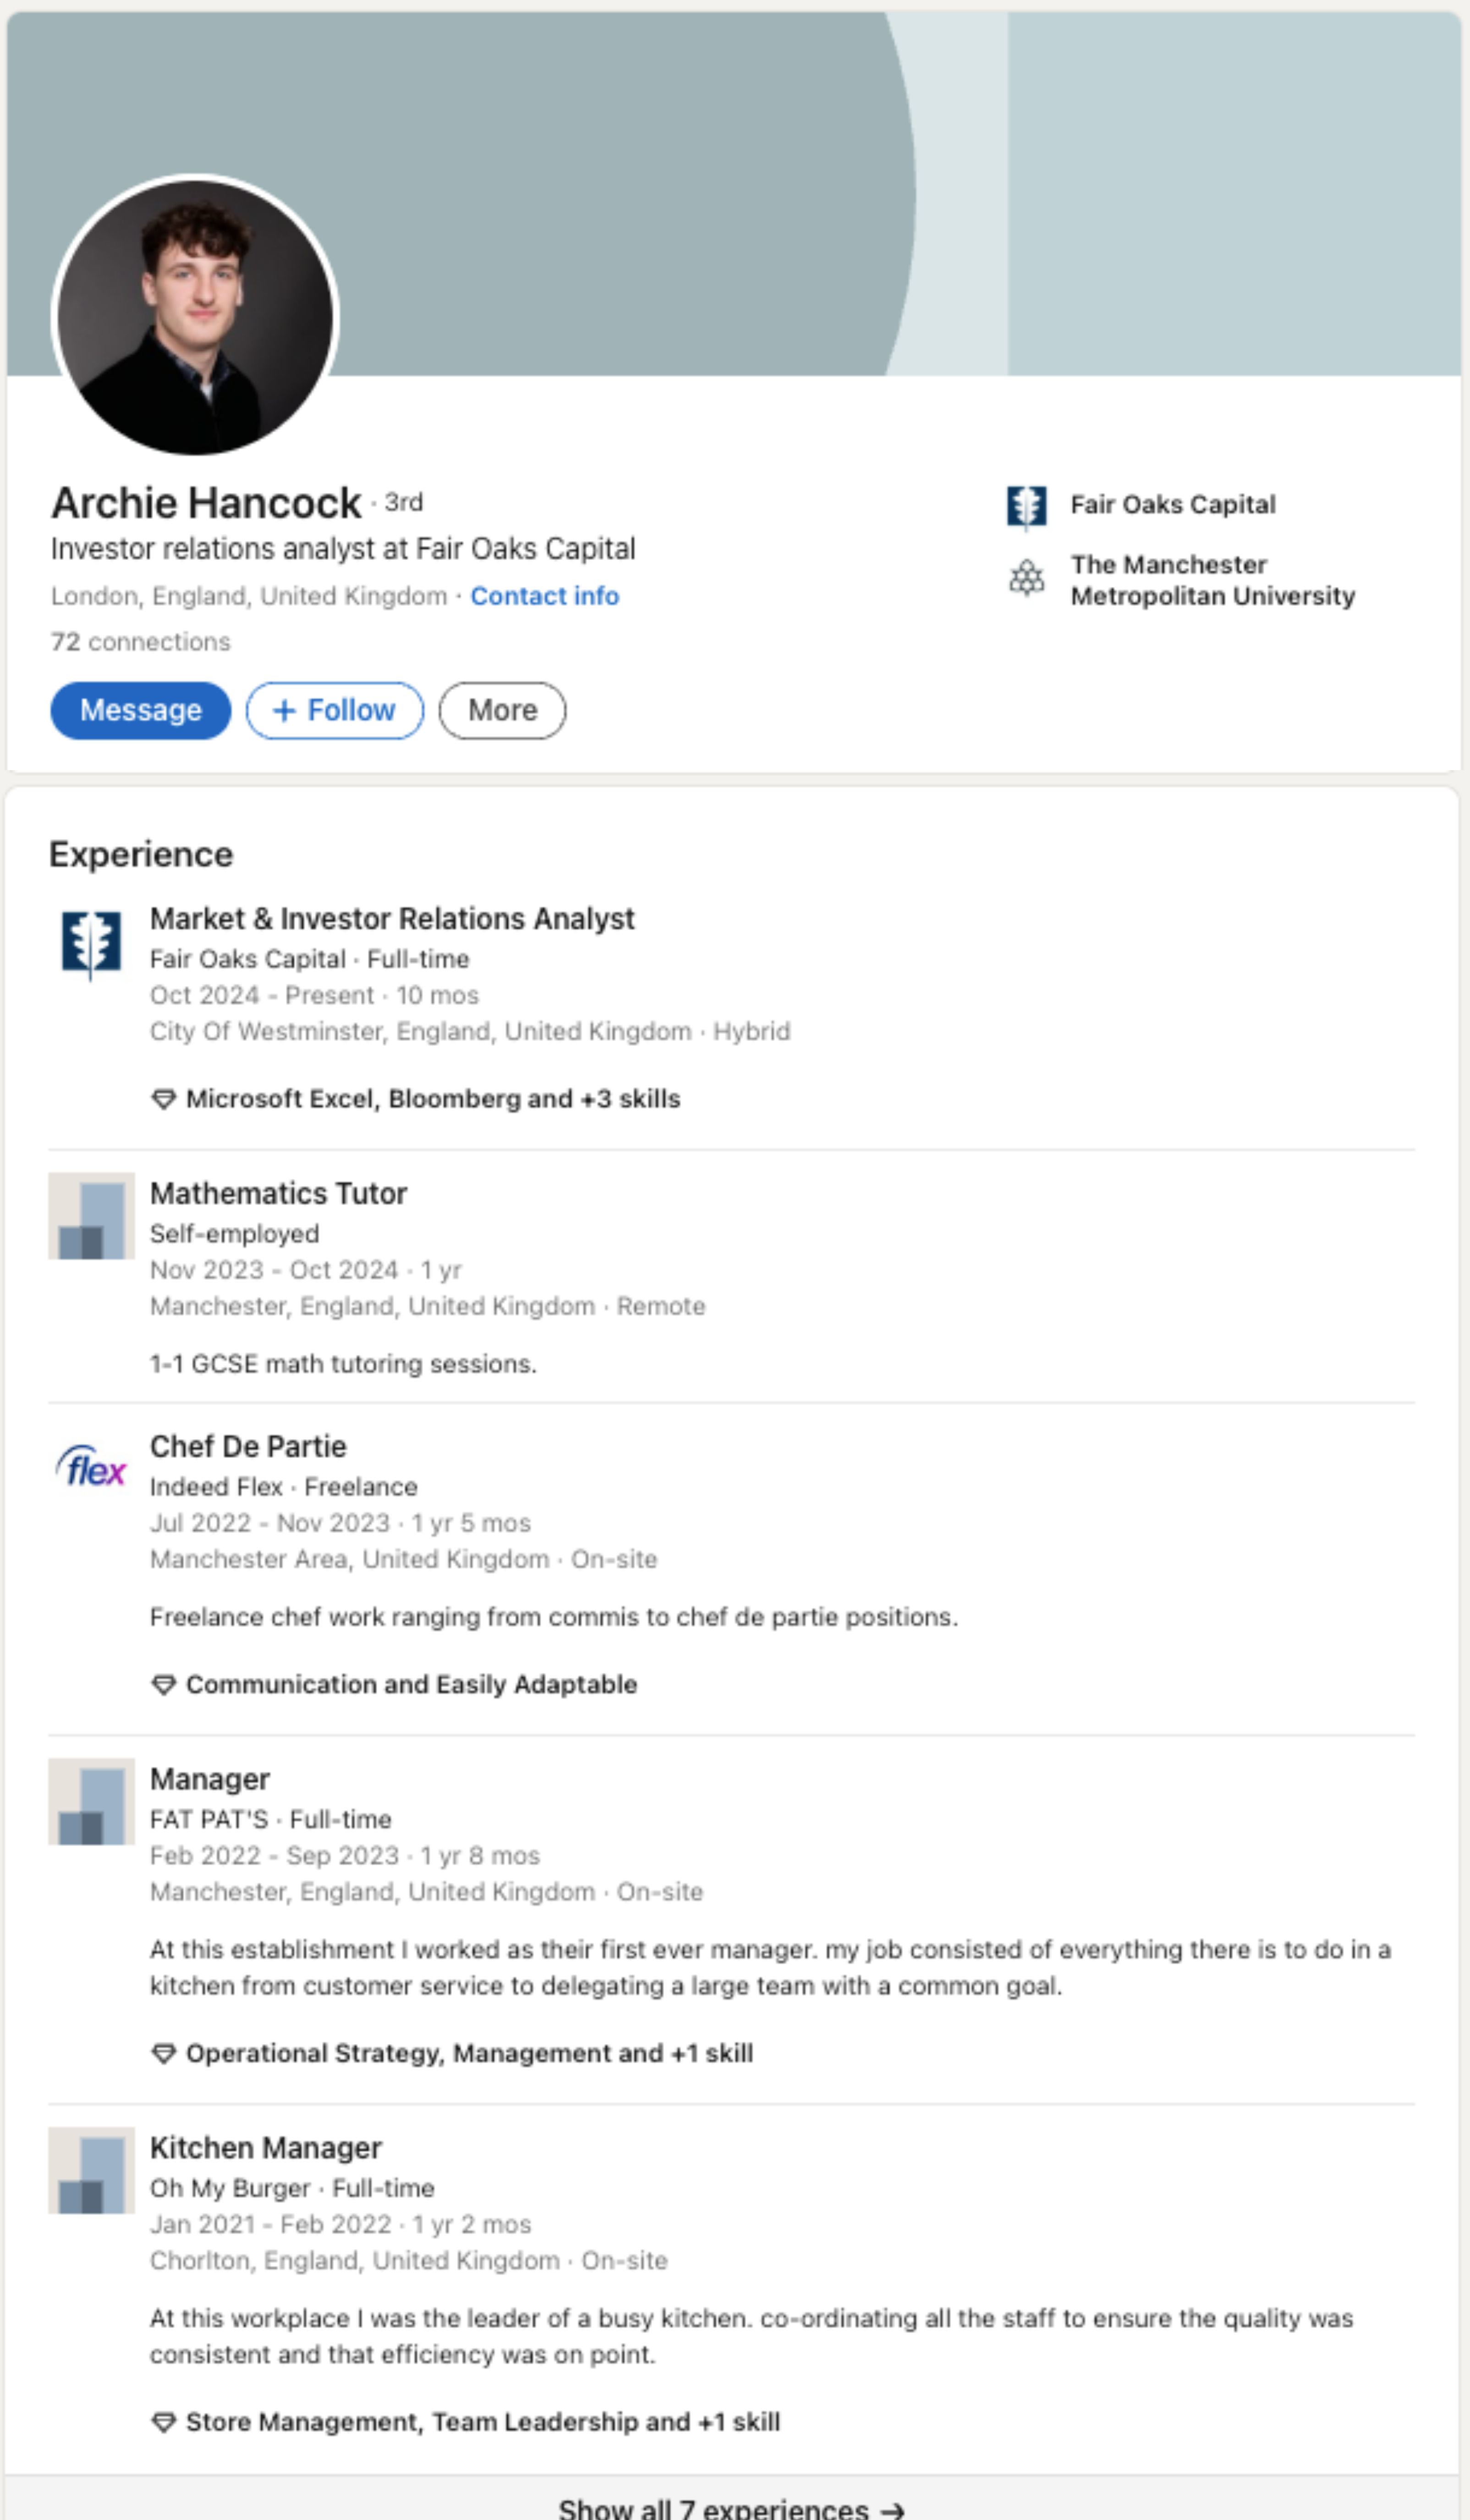 Archie Hancock · 3rd
Investor relations analyst at Fair Oaks Capital
London, England, United Kingdom · Contact info
72 connections
Message
+ Follow
More
Fair Oaks Capital
The Manchester
Metropolitan University
Experience
Market & Investor Relations Analyst
Fair Oaks Capital · Full-time
Oct 2024 - Present · 10 mos
City Of Westminster, England, United Kingdom · Hybrid
Microsoft Excel, Bloomberg and +3 skills
Mathematics Tutor
Self-employed
Nov 2023 - Oct 2024 · 1 yr
Manchester, England, United Kingdom · Remote
1-1 GCSE math tutoring sessions.
flex
Chef De Partie
Indeed Flex · Freelance
Jul 2022 - Nov 2023 · 1 yr 5 mos
Manchester Area, United Kingdom · On-site
Freelance chef work ranging from commis to chef de partie positions.
Communication and Easily Adaptable
Manager
FAT PAT'S · Full-time
Feb 2022 - Sep 2023 · 1 yr 8 mos
Manchester, England, United Kingdom · On-site
At this establishment I worked as their first ever manager. my job consisted of everything there is to do in a
kitchen from customer service to delegating a large team with a common goal.
Operational Strategy, Management and +1 skill
Kitchen Manager
Oh My Burger · Full-time
Jan 2021 - Feb 2022 · 1 yr 2 mos
Chorlton, England, United Kingdom · On-site
At this workplace I was the leader of a busy kitchen. co-ordinating all the staff to ensure the quality was
consistent and that efficiency was on point.
Store Management, Team Leadership and +1 skill
Show all 7 experiences →